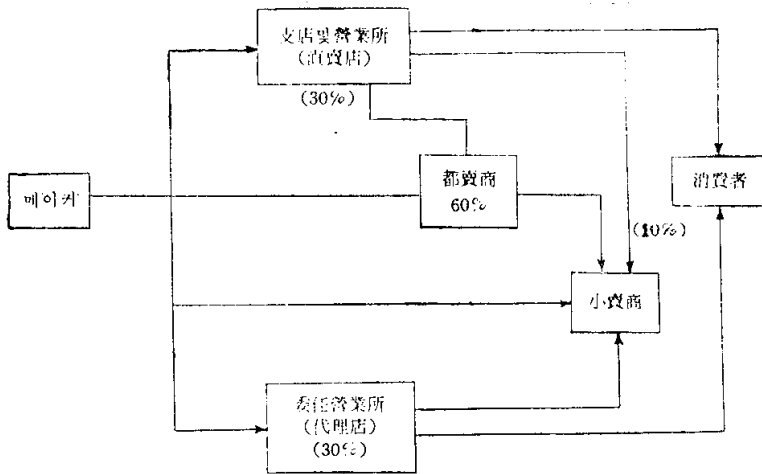 支店및營業所
(直賣店)
(30%)
都賣商
60%
消費者
메이커
(10%)
小賣商
委任營業所
(代理店)
(30%)